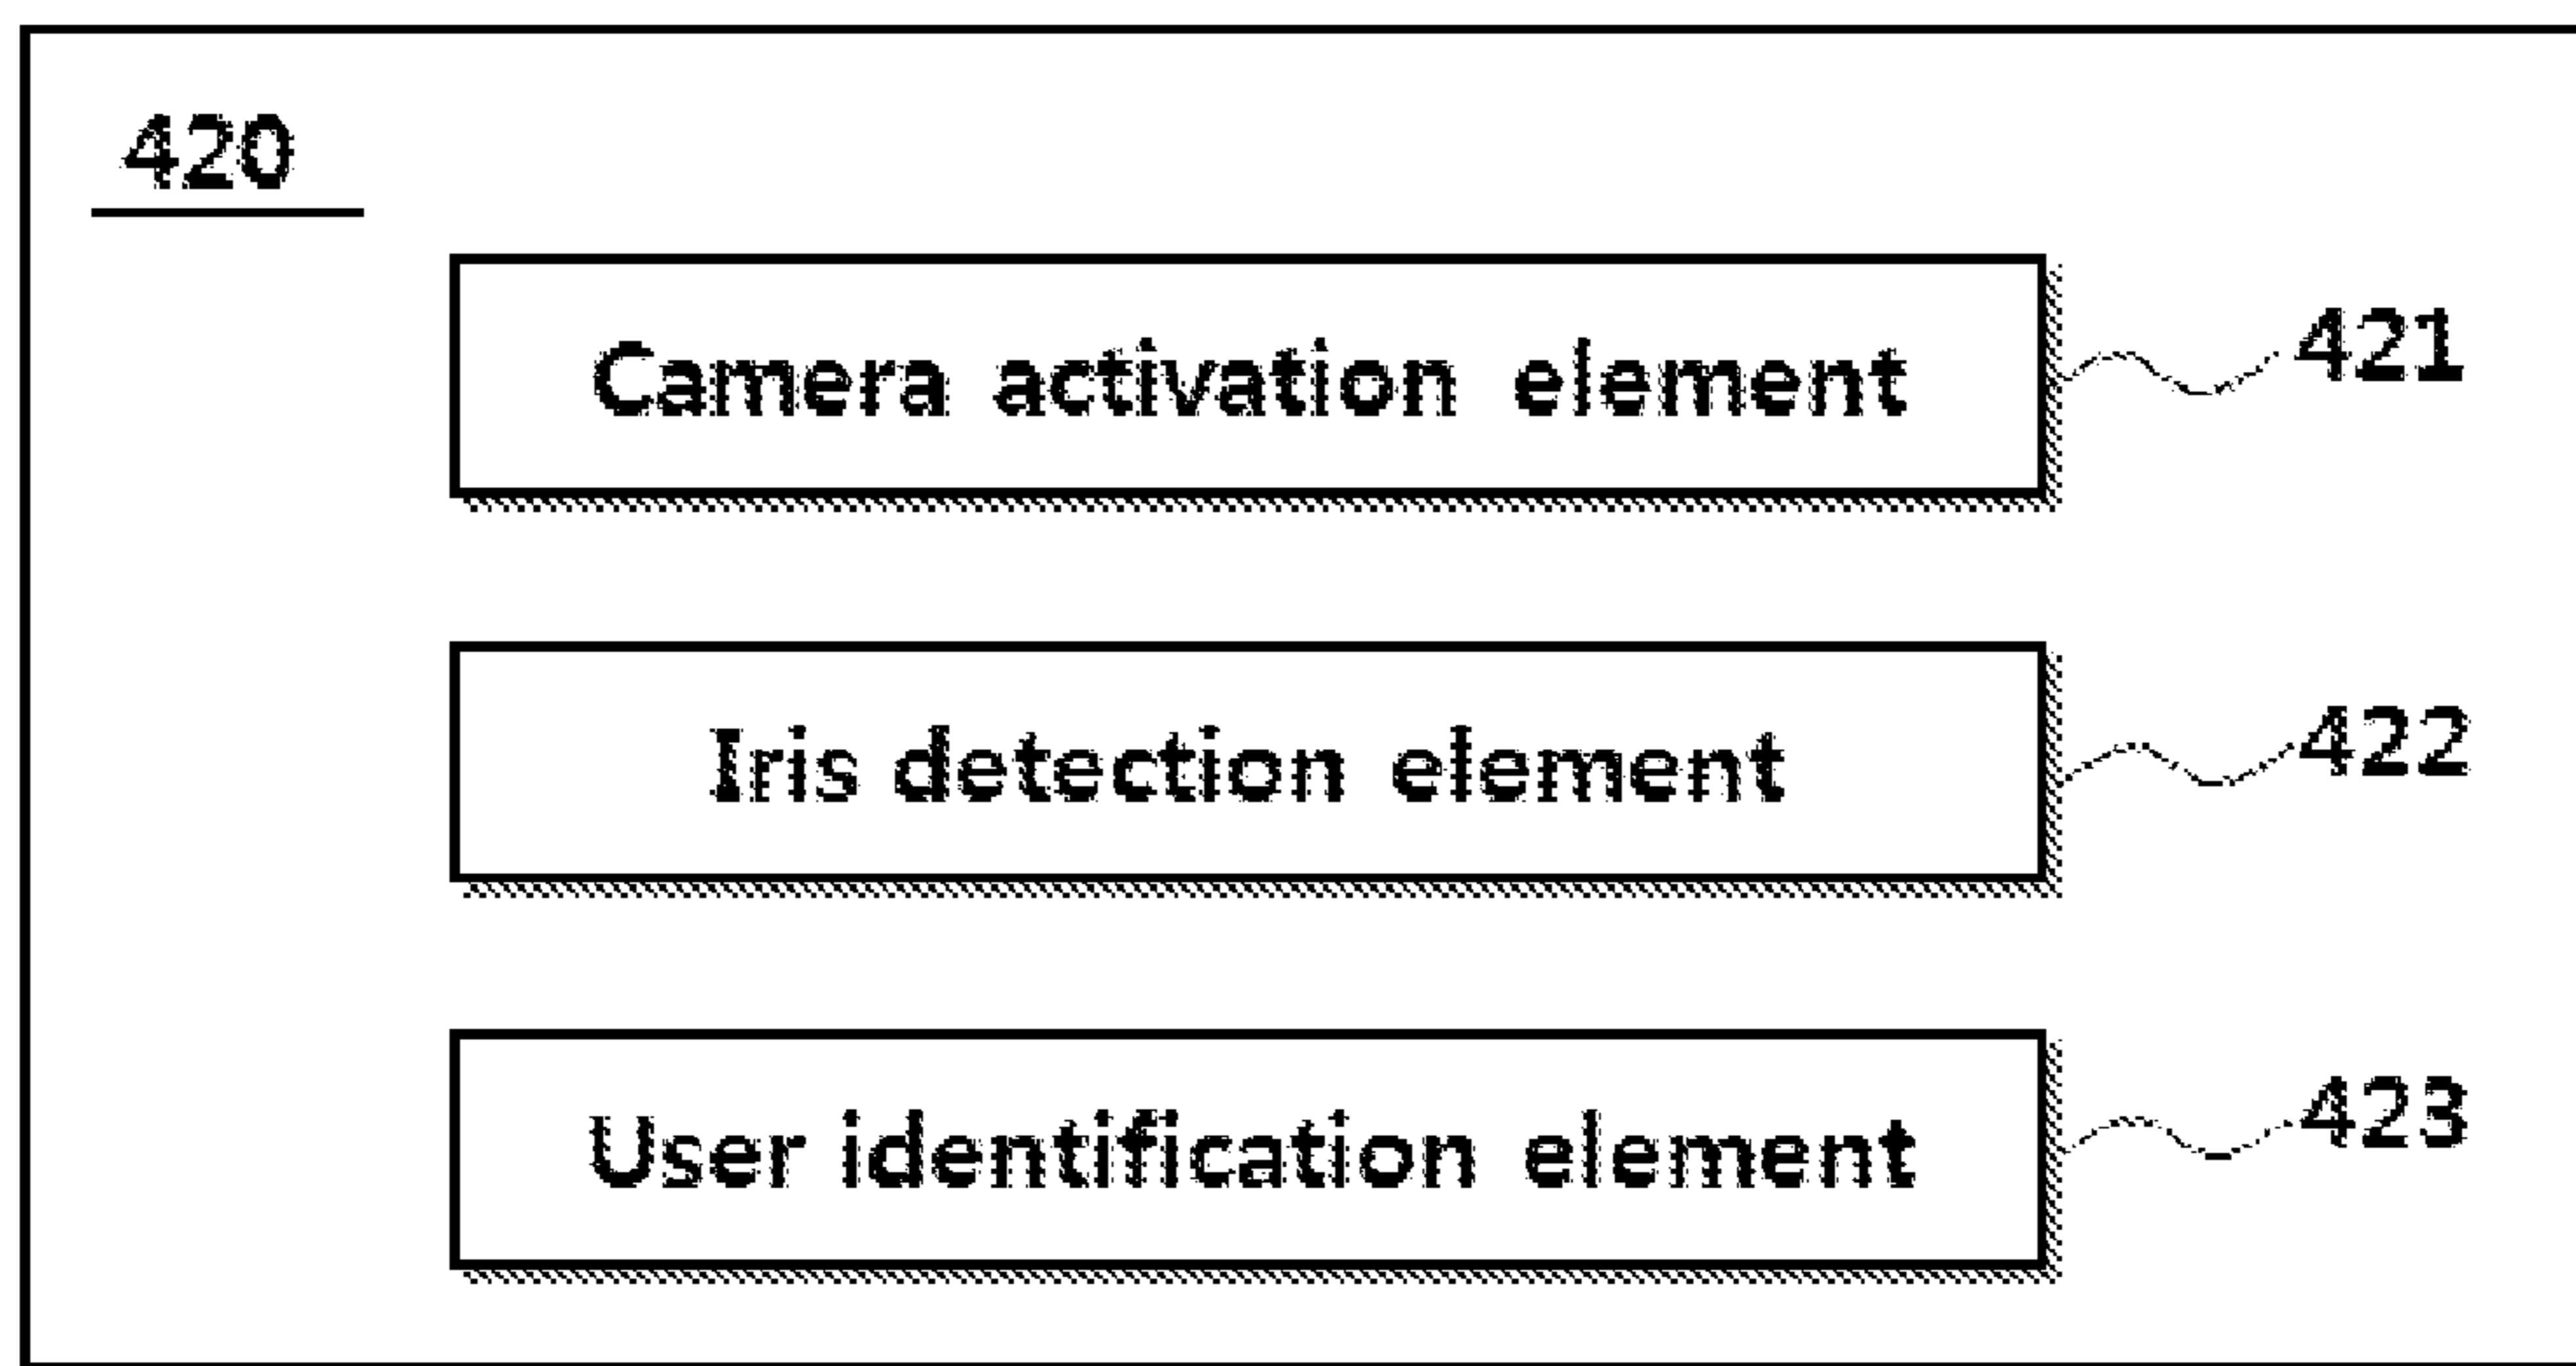 420
Camera activation element 421
Iris detection element 422
User identification element 423